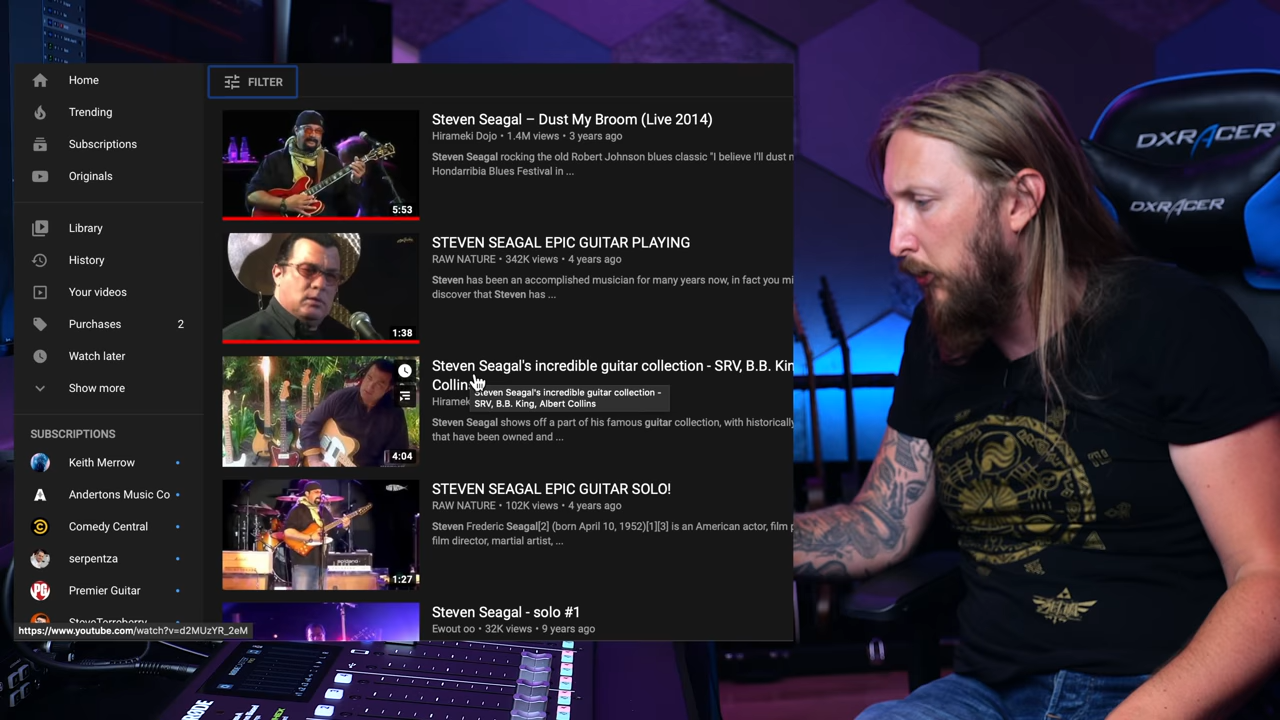 Home
Trending
Subscriptions
Originals
Library
History
Your videos
Purchases 2
Watch later
Show more
SUBSCRIPTIONS
Keith Merrow
Andertons Music Co
Comedy Central
serpentza
Premier Guitar
SteveTerreberry
https://www.youtube.com/watch?v=d2MUzYR_2eM
FILTER
Steven Seagal – Dust My Broom (Live 2014)
Hirameki Dojo • 1.4M views • 3 years ago
Steven Seagal rocking the old Robert Johnson blues classic "I believe I'll dust
Hondarribia Blues Festival in ...
5:53
STEVEN SEAGAL EPIC GUITAR PLAYING
RAW NATURE • 342K views • 4 years ago
Steven has been an accomplished musician for many years now, in fact you
discover that Steven has ...
1:38
Steven Seagal's incredible guitar collection - SRV, B.B.
Collin
Steven Seagal's incredible guitar collection -
SRV, B.B. King, Albert Collins
Hiramek
Steven Seagal shows off a part of his famous guitar collection, with historically
that have been owned and ...
4:04
STEVEN SEAGAL EPIC GUITAR SOLO!
RAW NATURE • 102K views • 4 years ago
Steven Frederic Seagal[2] (born April 10, 1952)[1][3] is an American actor, film
film director, martial artist, ...
1:27
Steven Seagal - solo #1
Ewout oo • 32K views • 9 years ago
DXRACER
DXRACER
RØDE